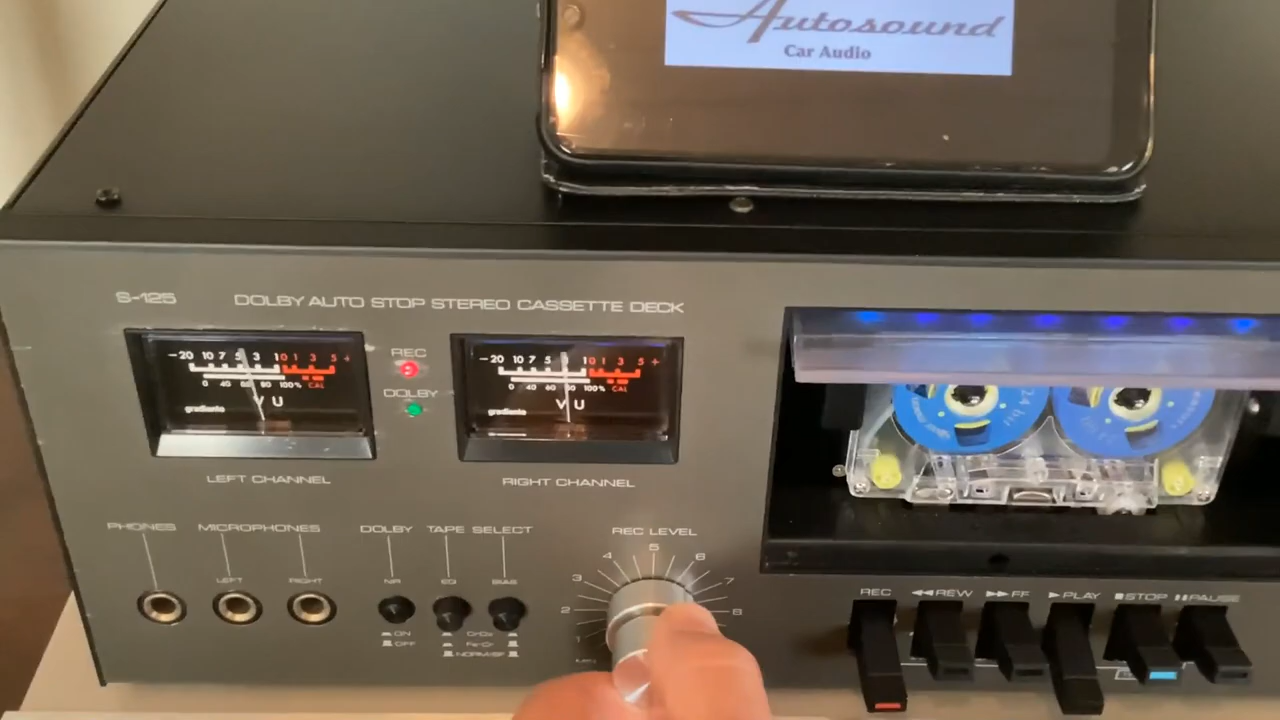 Autosound
Car Audio
S-125
DOLBY AUTO STOP STEREO CASSETTE DECK
-20 10 7 5 3 1 0 1 3 5 +
0 40 80 100% CAL
VU
gradiente
REC
DOLBY
-20 10 7 5 1 0 1 3 5 +
0 40 60 80 100% CAL
VU
gradiente
LEFT CHANNEL
RIGHT CHANNEL
PHONES
MICROPHONES
LEFT
RIGHT
DOLBY
NR
ON
OFF
TAPE SELECT
EQ
BIAS
CrO₂
Fe-Cr
NORM/SF
REC LEVEL
1 2 3 4 5 6 7 8
REC
◀◀REW
▶▶FF
▶PLAY
■STOP
▮▮PAUSE